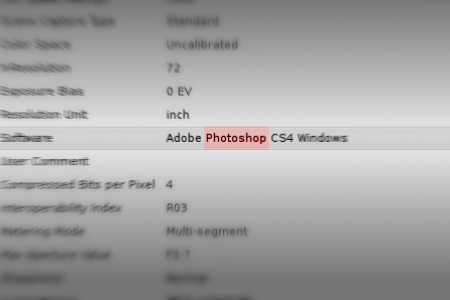 Scene Capture Type Standard
Color Space Uncalibrated
X-Resolution 72
Exposure Bias 0 EV
Resolution Unit inch
Software Adobe Photoshop CS4 Windows
User Comment
Compressed Bits per Pixel 4
Interoperability Index R03
Metering Mode Multi-segment
Max Aperture Value F3.7
Sharpness Normal